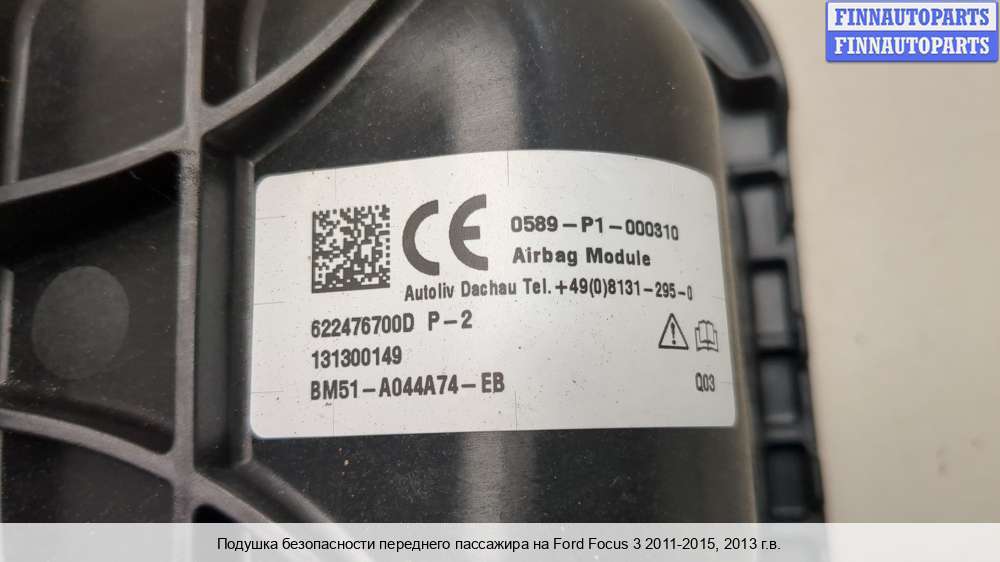 FINNAUTOPARTS
FINNAUTOPARTS
CE 0589-P1-000310
Airbag Module
Autoliv Dachau Tel. +49(0)8131-295-0
622476700D P-2
131300149
BM51-A044A74-EB
Q03
Подушка безопасности переднего пассажира на Ford Focus 3 2011-2015, 2013 г.в.